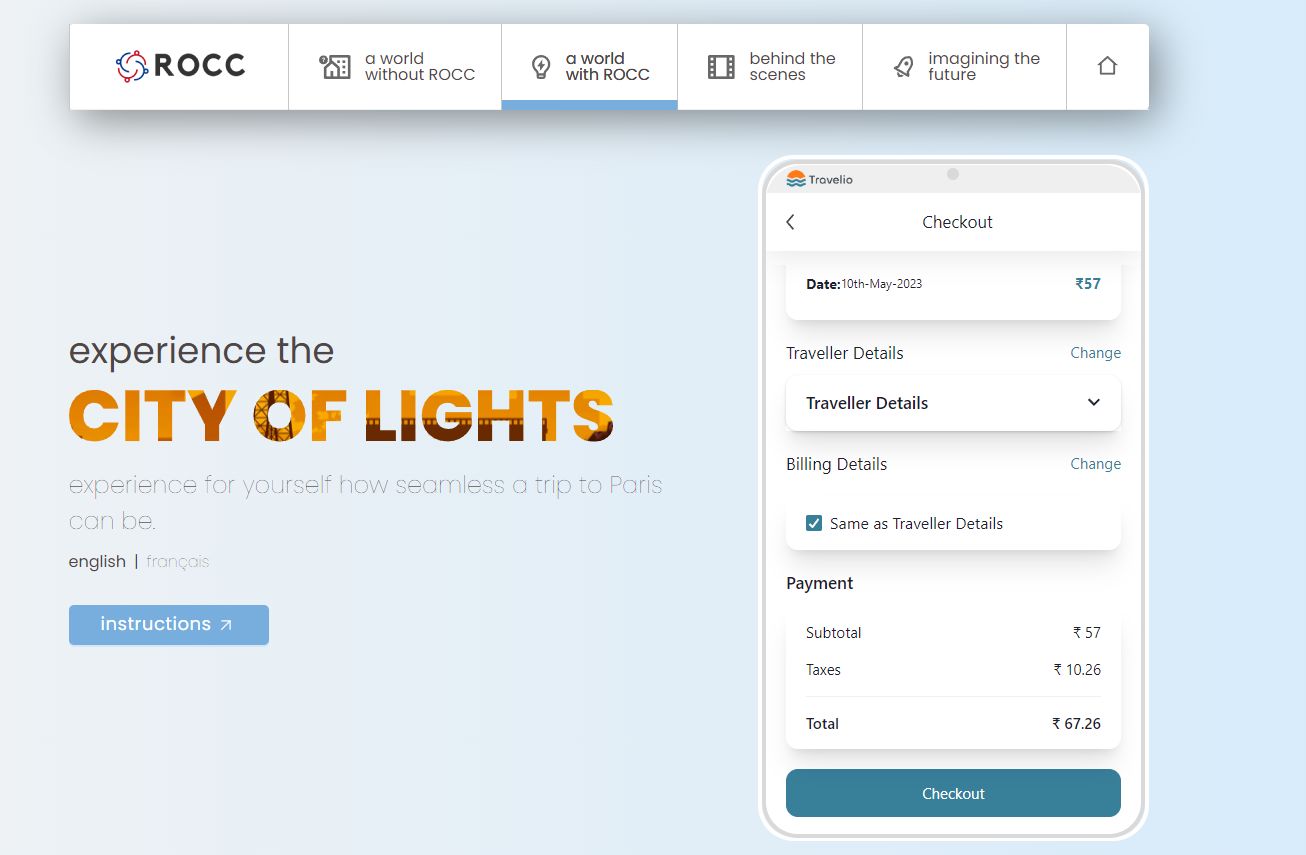 ROCC
a world
without ROCC
a world
with ROCC
behind the
scenes
imagining the
future
experience the
CITY OF LIGHTS
experience for yourself how seamless a trip to Paris
can be.
english | français
instructions
Travelio
Checkout
Date:10th-May-2023 ₹57
Traveller Details Change
Traveller Details
Billing Details Change
Same as Traveller Details
Payment
Subtotal ₹ 57
Taxes ₹ 10.26
Total ₹ 67.26
Checkout